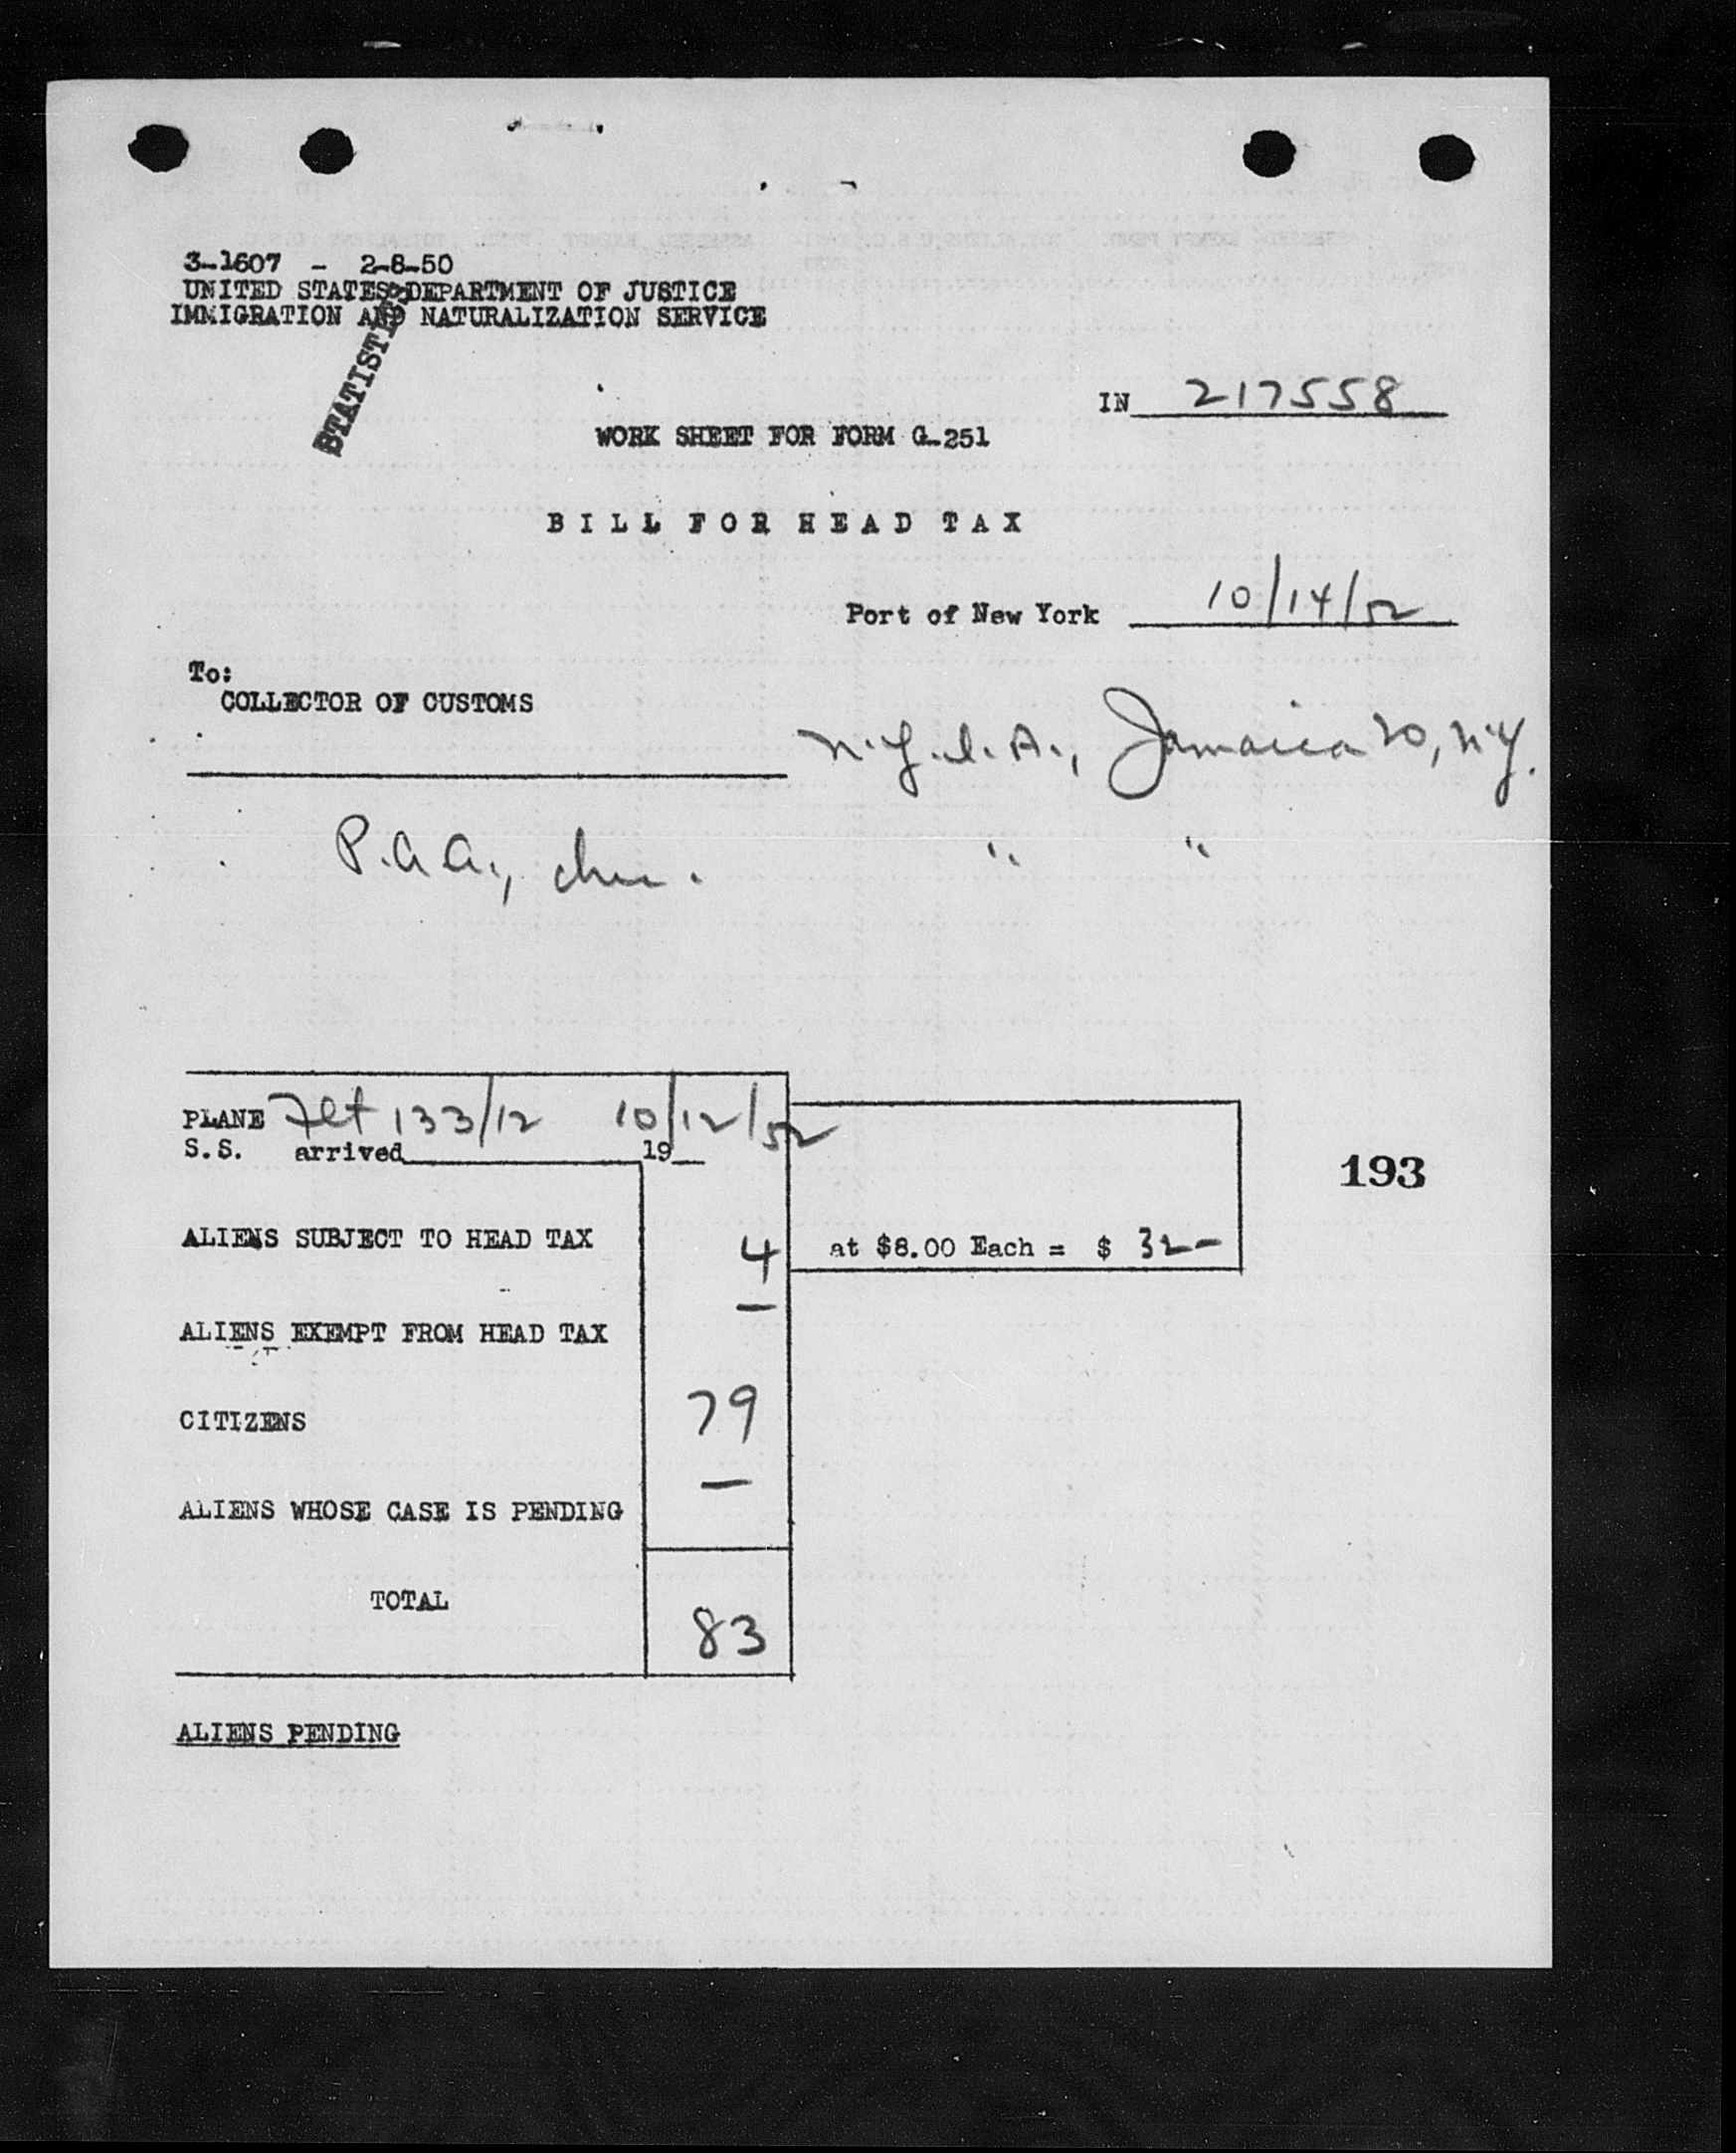 3-1607 - 2-8-50
UNITED STATES DEPARTMENT OF JUSTICE
IMMIGRATION AND NATURALIZATION SERVICE
IN 217558
WORK SHEET FOR FORM G-251
BILL FOR HEAD TAX
Port of New York 10/14/52
To:
COLLECTOR OF CUSTOMS
N.Y.I.A., Jamaica 20, N.Y.
P.A.A., " "
PLANE Flt 133/12 10/12/52
S.S. arrived 19
193
ALIENS SUBJECT TO HEAD TAX 4 at $8.00 Each = $ 32-
ALIENS EXEMPT FROM HEAD TAX —
CITIZENS 79
ALIENS WHOSE CASE IS PENDING —
TOTAL 83
ALIENS PENDING